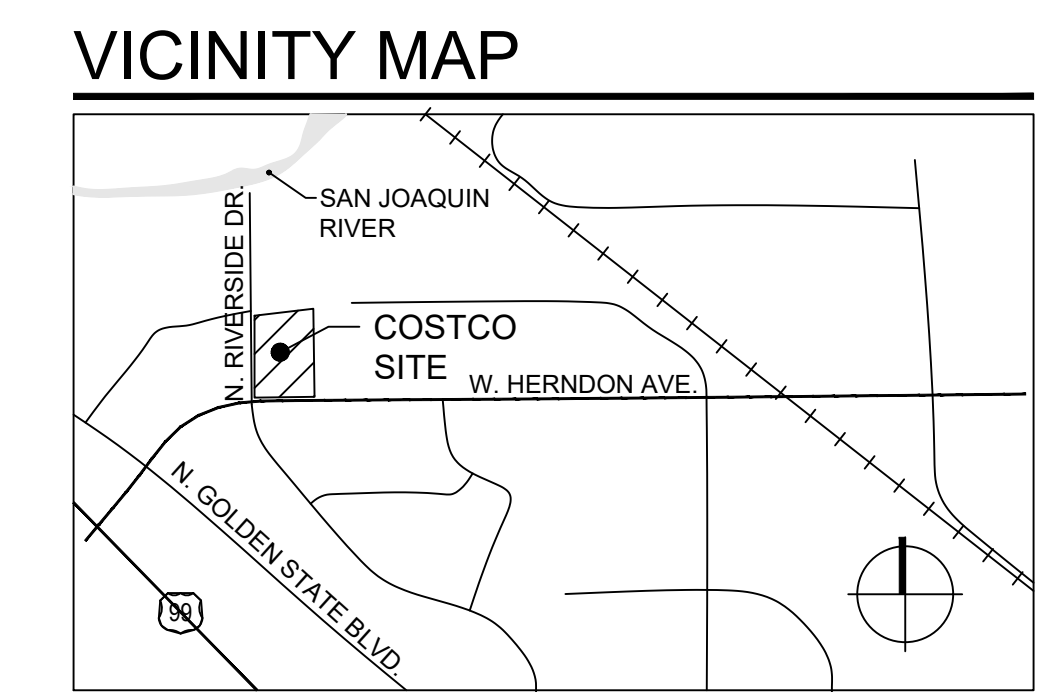 VICINITY MAP
SAN JOAQUIN
RIVER
N. RIVERSIDE DR.
COSTCO
SITE
W. HERNDON AVE.
N. GOLDEN STATE BLVD.
99